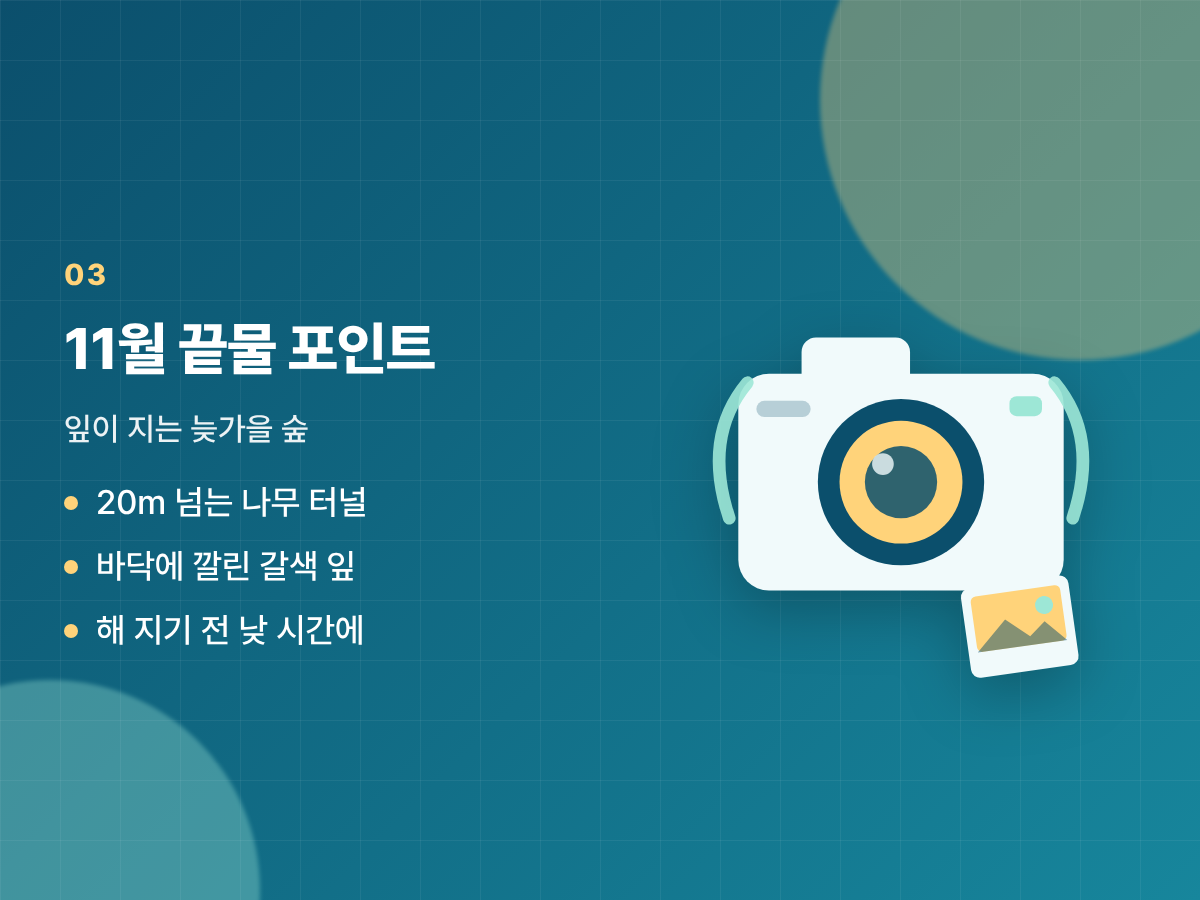 03
11월 끝물 포인트
잎이 지는 늦가을 숲
20m 넘는 나무 터널
바닥에 깔린 갈색 잎
해 지기 전 낮 시간에